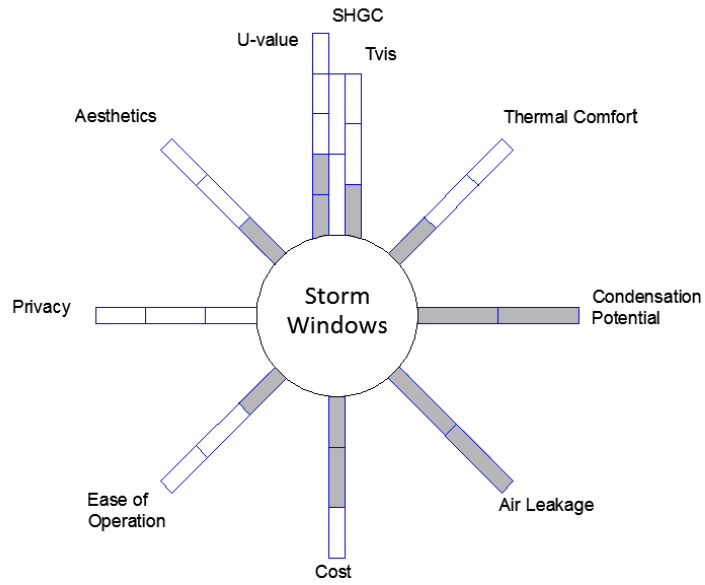 SHGC
U-value
Tvis
Aesthetics
Thermal Comfort
Privacy
Storm
Windows
Condensation
Potential
Ease of
Operation
Air Leakage
Cost